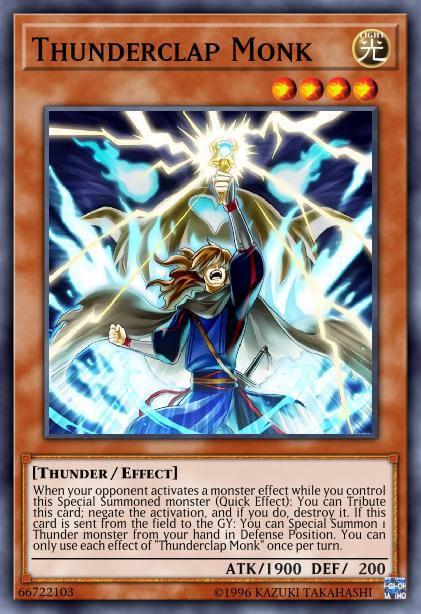 THUNDERCLAP MONK
LIGHT
光
[THUNDER / EFFECT]
When your opponent activates a monster effect while you control
this Special Summoned monster (Quick Effect): You can Tribute
this card; negate the activation, and if you do, destroy it. If this
card is sent from the field to the GY: You can Special Summon 1
Thunder monster from your hand in Defense Position. You can
only use each effect of "Thunderclap Monk" once per turn.
ATK/1900 DEF/ 200
66722103
©1996 KAZUKI TAKAHASHI